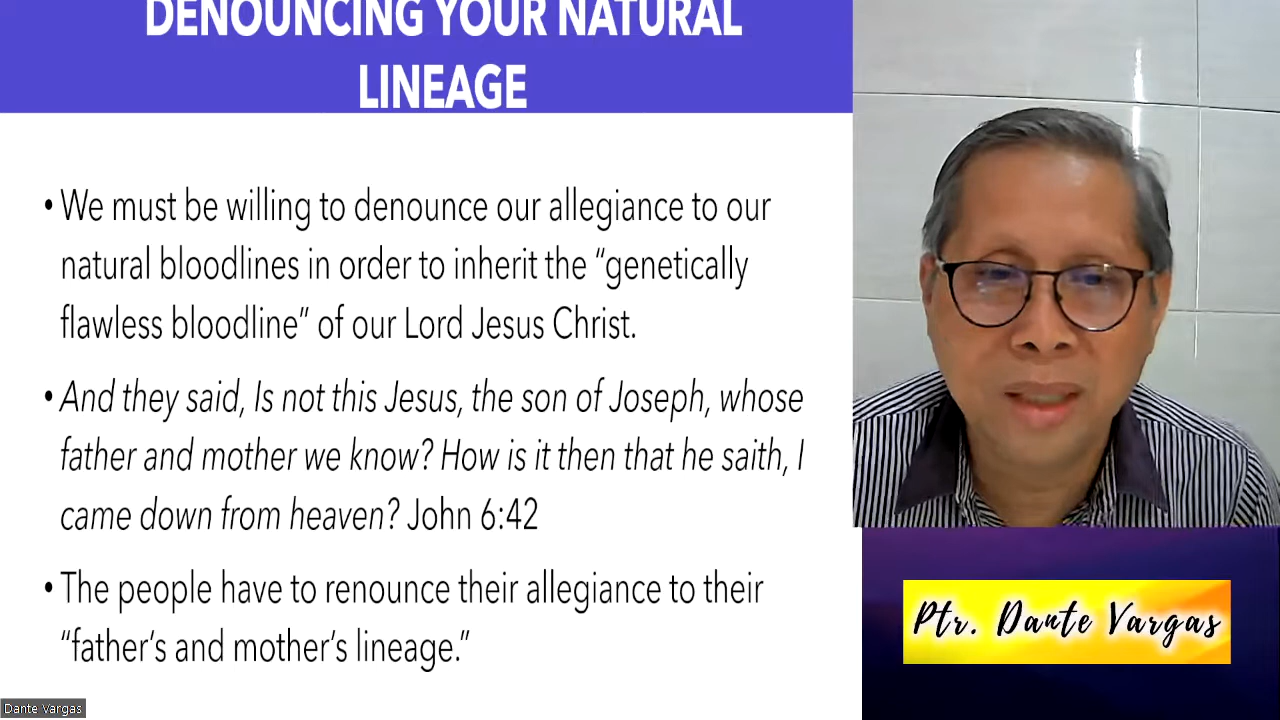 DENOUNCING YOUR NATURAL
LINEAGE
• We must be willing to denounce our allegiance to our
natural bloodlines in order to inherit the “genetically
flawless bloodline” of our Lord Jesus Christ.
• And they said, Is not this Jesus, the son of Joseph, whose
father and mother we know? How is it then that he saith, I
came down from heaven? John 6:42
• The people have to renounce their allegiance to their
“father’s and mother’s lineage.”
Ptr. Dante Vargas
Dante Vargas